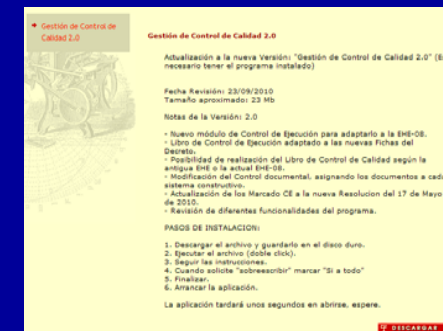 Gestión de Control de
Calidad 2.0
Gestión de Control de Calidad 2.0
Actualización a la nueva Versión: "Gestión de Control de Calidad 2.0" (Es
necesario tener el programa instalado)
Fecha Revisión: 23/09/2010
Tamaño aproximado: 23 Mb
Notas de la Versión: 2.0
- Nuevo módulo de Control de Ejecución para adaptarlo a la EHE-08.
- Libro de Control de Ejecución adaptado a las nuevas Fichas del
Decreto.
- Posibilidad de realización del Libro de Control de Calidad según la
antigua EHE o la actual EHE-08.
- Modificación del Control documental, asignando los documentos a cada
sistema constructivo.
- Actualización de los Marcado CE a la nueva Resolucion del 17 de Mayo
de 2010.
- Revisión de diferentes funcionalidades del programa.
PASOS DE INSTALACION:
1. Descargar el archivo y guardarlo en el disco duro.
2. Ejecutar el archivo (doble click).
3. Seguir las instrucciones.
4. Cuando solicite "sobreescribir" marcar "Si a todo"
5. Finalizar.
6. Arrancar la aplicación.
La aplicación tardará unos segundos en abrirse, espere.
DESCARGAR